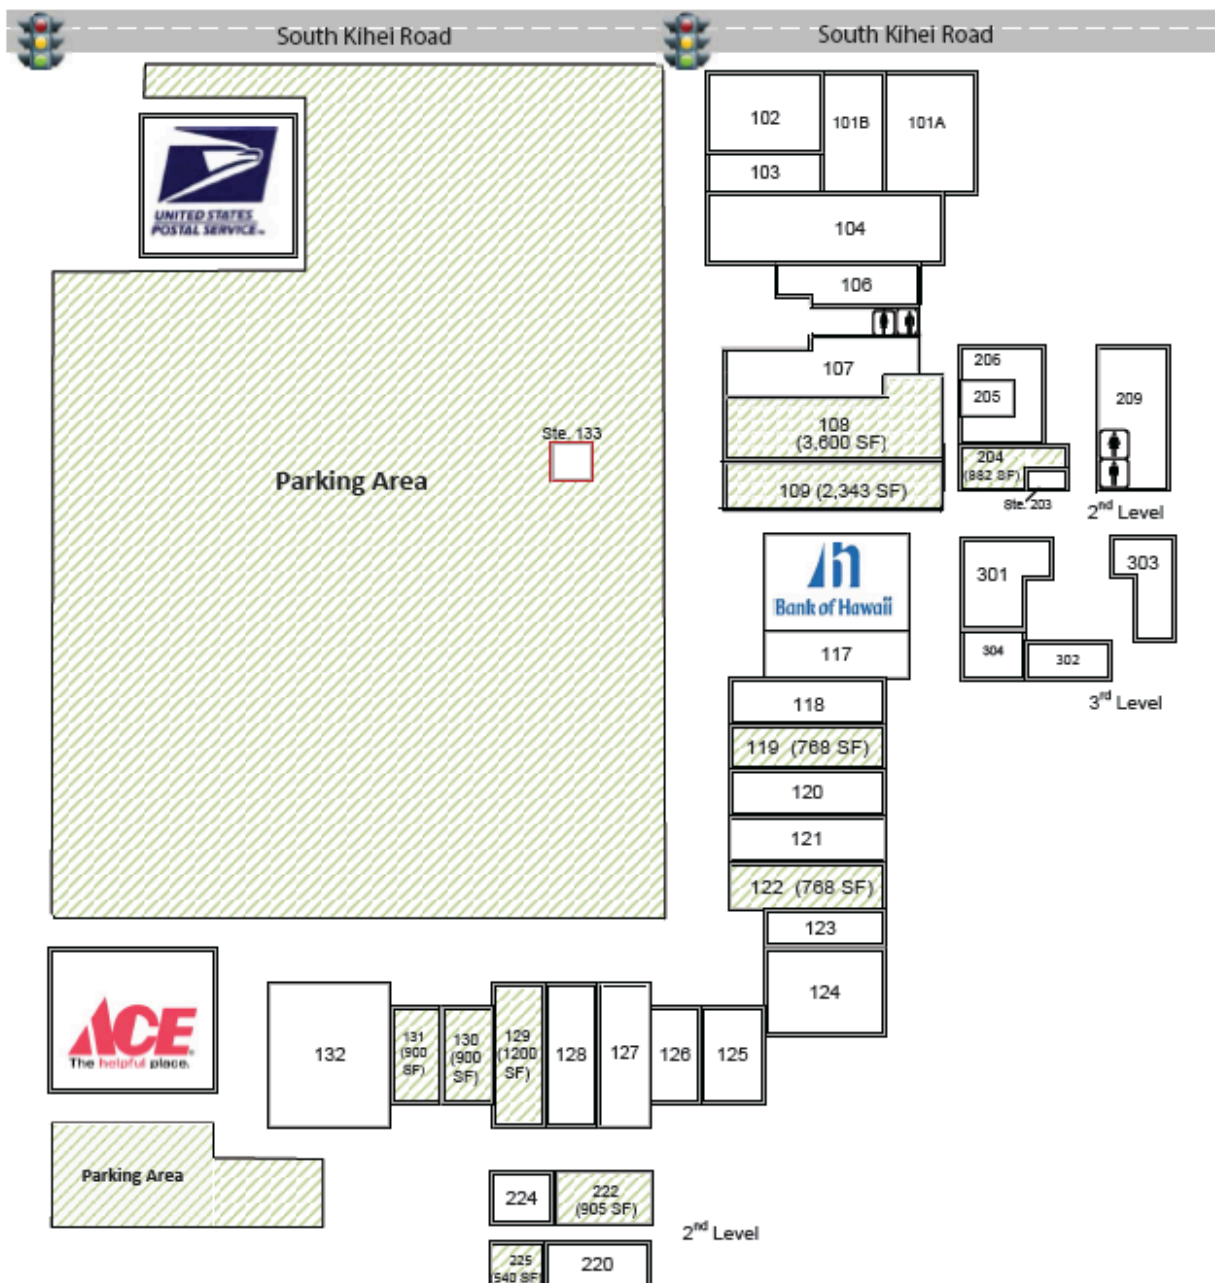 South Kihei Road
South Kihei Road
UNITED STATES
POSTAL SERVICE
102
101B
101A
103
104
106
107
108
(3,600 SF)
109 (2,343 SF)
206
205
204
(882 SF)
Ste. 203
209
2nd Level
Ste. 133
Parking Area
Bank of Hawaii
117
301
303
304
302
3rd Level
118
119 (768 SF)
120
121
122 (768 SF)
123
124
ACE
The helpful place.
132
131
(900
SF)
130
(900
SF)
129
(1200
SF)
128
127
126
125
Parking Area
224
222
(905 SF)
2nd Level
225
(540 SF)
220